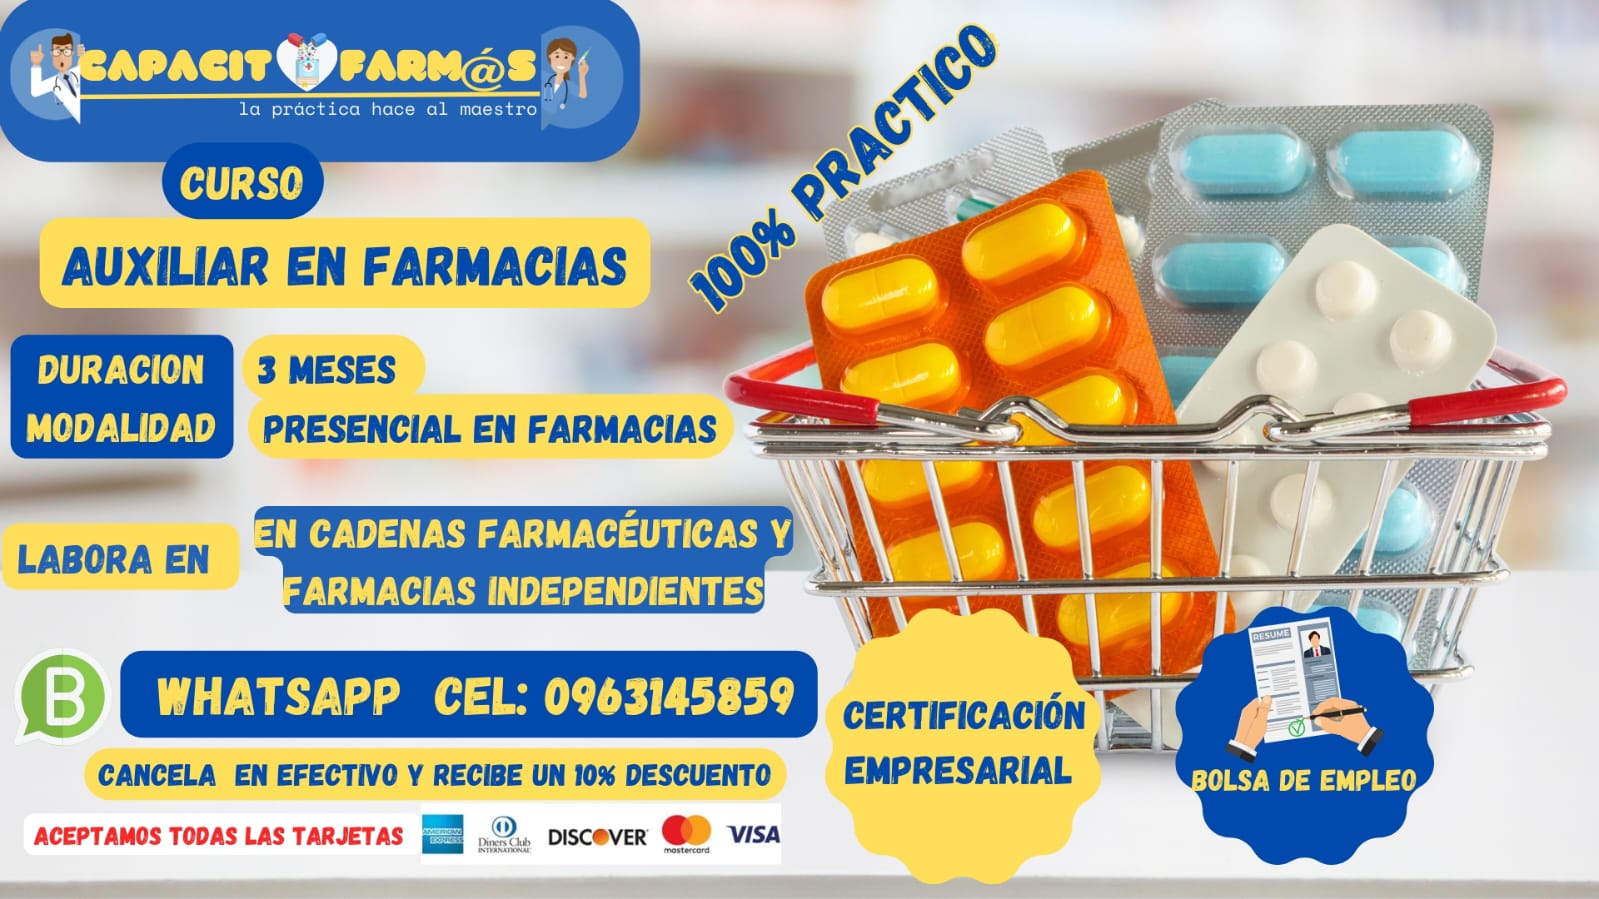 CAPACIT FARM@S
la práctica hace al maestro
CURSO
AUXILIAR EN FARMACIAS
100% PRACTICO
DURACION
3 MESES
MODALIDAD
PRESENCIAL EN FARMACIAS
LABORA EN
EN CADENAS FARMACÉUTICAS Y
FARMACIAS INDEPENDIENTES
B
WHATSAPP CEL: 0963145859
CANCELA EN EFECTIVO Y RECIBE UN 10% DESCUENTO
ACEPTAMOS TODAS LAS TARJETAS
AMERICAN
EXPRESS
Diners Club
INTERNATIONAL
DISCOVER
mastercard.
VISA
CERTIFICACIÓN
EMPRESARIAL
RESUME
BOLSA DE EMPLEO